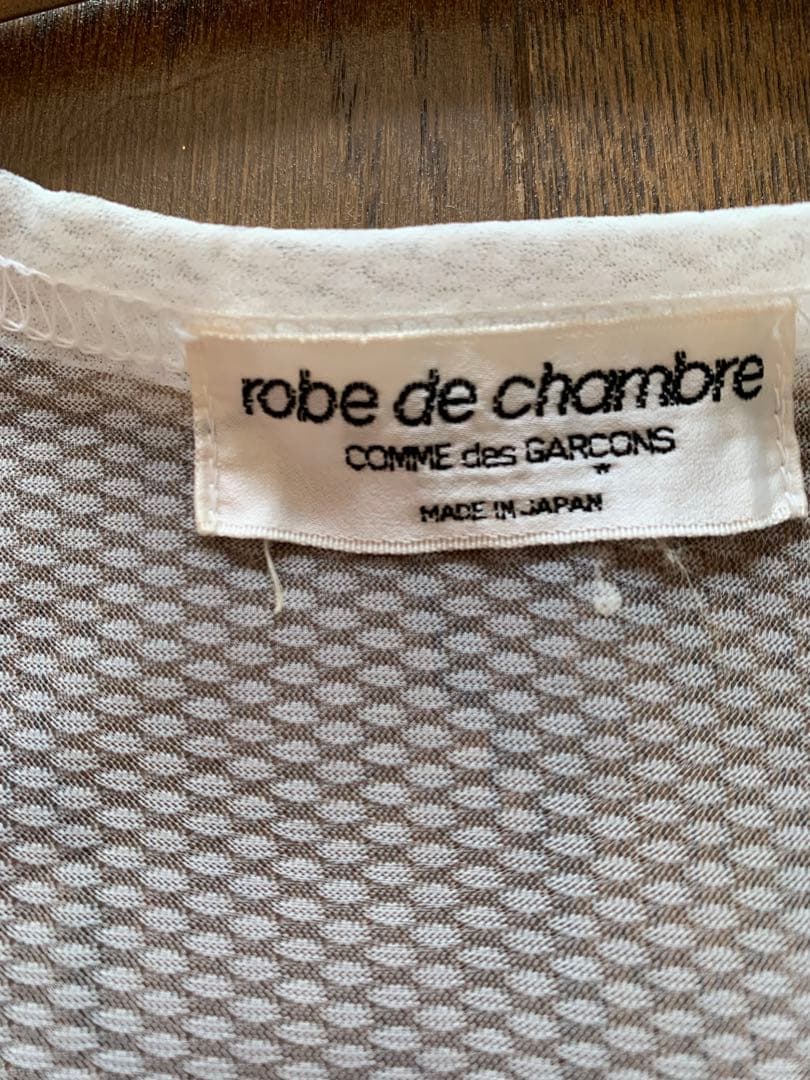 robe de chambre
COMME des GARCONS
MADE IN JAPAN